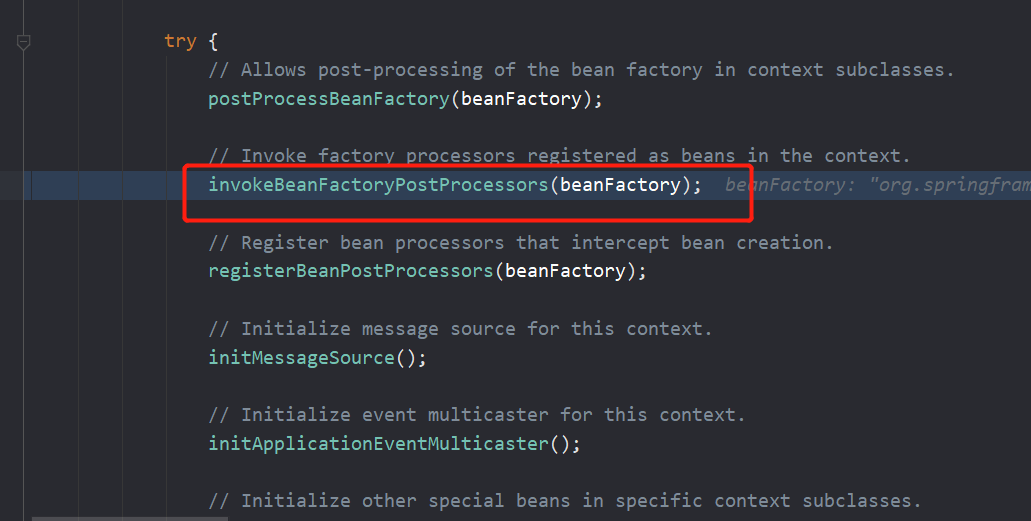 try {
// Allows post-processing of the bean factory in context subclasses.
postProcessBeanFactory(beanFactory);
// Invoke factory processors registered as beans in the context.
invokeBeanFactoryPostProcessors(beanFactory); beanFactory: "org.springfram
// Register bean processors that intercept bean creation.
registerBeanPostProcessors(beanFactory);
// Initialize message source for this context.
initMessageSource();
// Initialize event multicaster for this context.
initApplicationEventMulticaster();
// Initialize other special beans in specific context subclasses.